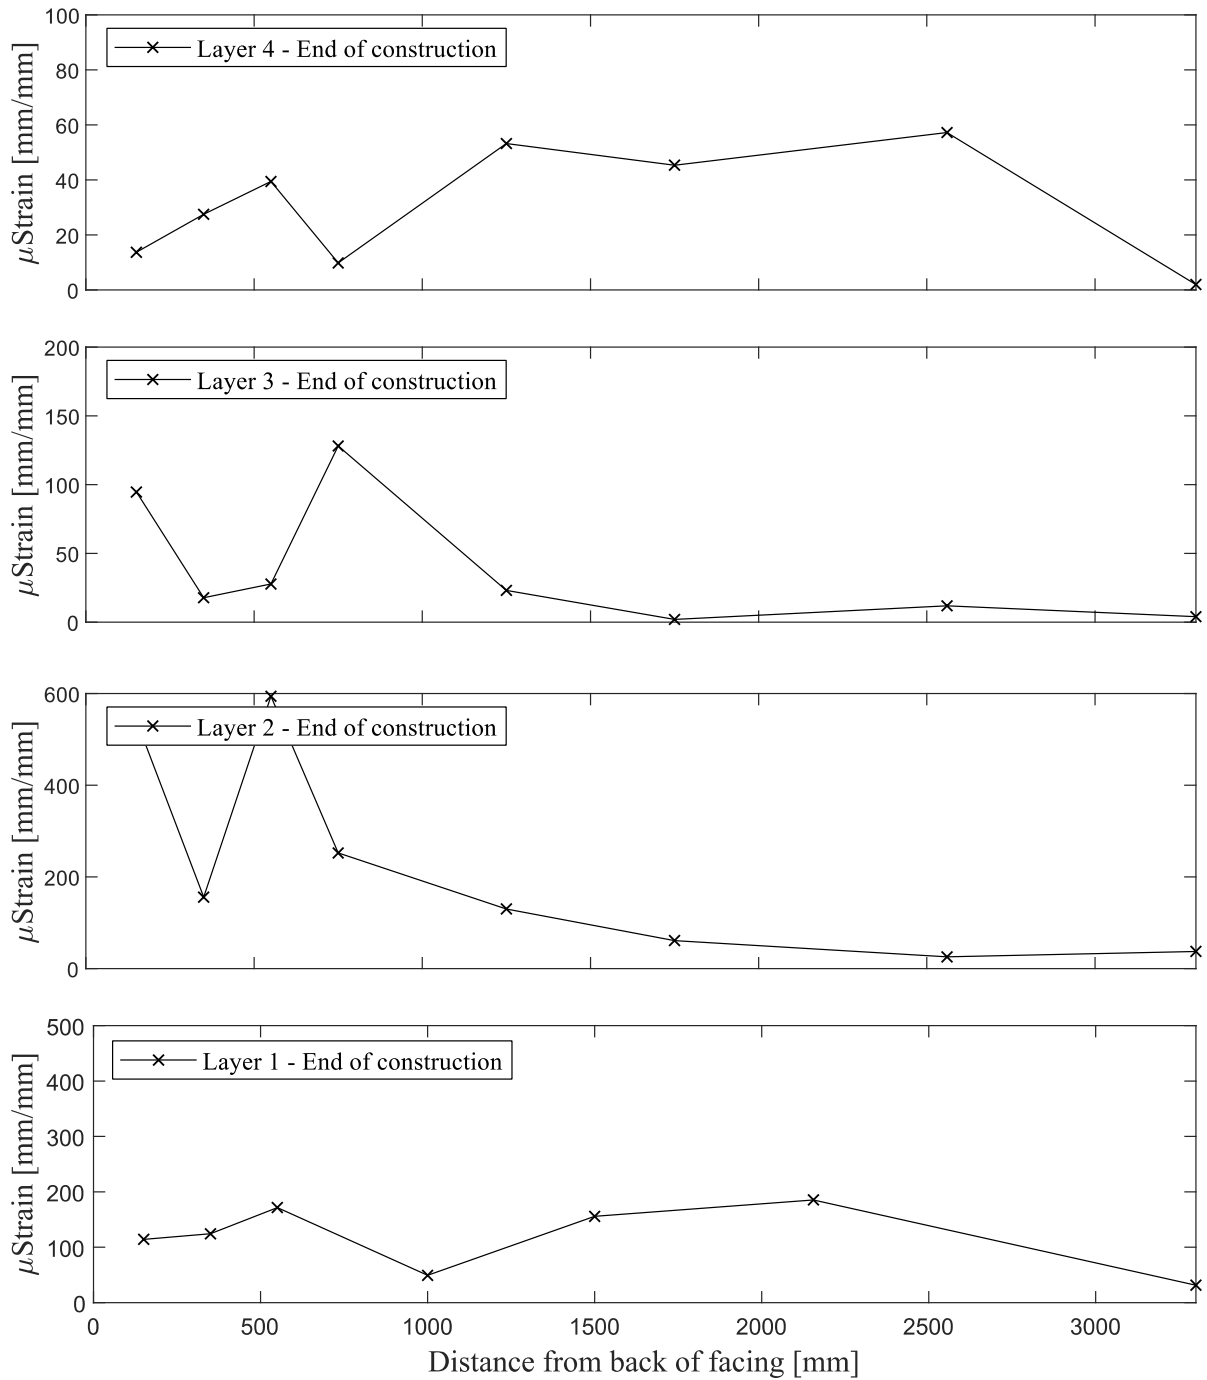 100
80
60
40
20
0
μStrain [mm/mm]
Layer 4 - End of construction
200
150
100
50
0
μStrain [mm/mm]
Layer 3 - End of construction
600
400
200
0
μStrain [mm/mm]
Layer 2 - End of construction
500
400
300
200
100
0
μStrain [mm/mm]
Layer 1 - End of construction
0 500 1000 1500 2000 2500 3000
Distance from back of facing [mm]